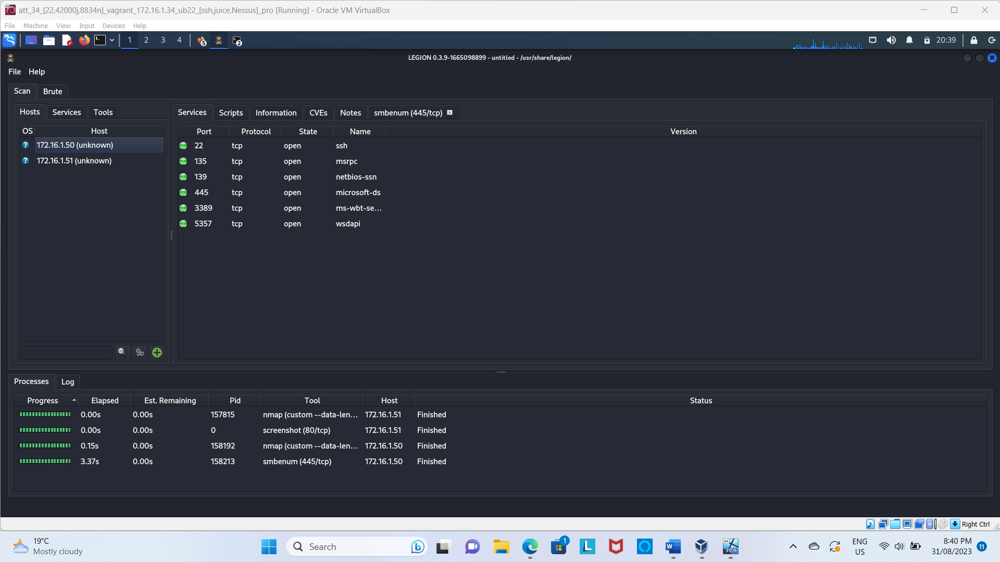 att_34_[22,42000j,8834n]_vagrant_172.16.1.34_ub22_[ssh,juice,Nessus]_pro [Running] - Oracle VM VirtualBox
File Machine View Input Devices Help
1 2 3 4 5 2 20:39
LEGION 0.3.9-1665098899 - untitled - /usr/share/legion/
File Help
Scan Brute
Hosts Services Tools
Services Scripts Information CVEs Notes smbenum (445/tcp)
OS Host
172.16.1.50 (unknown)
172.16.1.51 (unknown)
Port Protocol State Name Version
22 tcp open ssh
135 tcp open msrpc
139 tcp open netbios-ssn
445 tcp open microsoft-ds
3389 tcp open ms-wbt-se...
5357 tcp open wsdapi
Processes Log
Progress Elapsed Est. Remaining Pid Tool Host Status
0.00s 0.00s 157815 nmap (custom --data-len... 172.16.1.51 Finished
0.00s 0.00s 0 screenshot (80/tcp) 172.16.1.51 Finished
0.15s 0.00s 158192 nmap (custom --data-len... 172.16.1.50 Finished
3.37s 0.00s 158213 smbenum (445/tcp) 172.16.1.50 Finished
Right Ctrl
19°C
Mostly cloudy
Search
1
L
W
64
2016
ENG
US
8:40 PM
31/08/2023
11